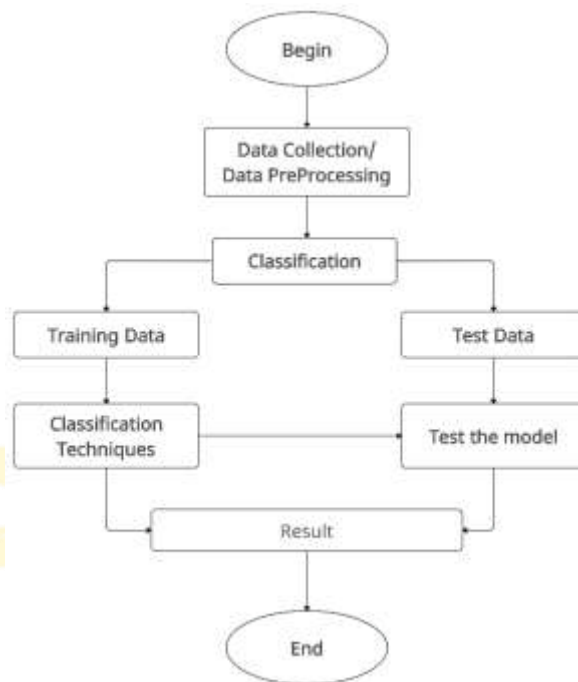 Begin
Data Collection/
Data PreProcessing
Classification
Training Data
Test Data
Classification
Techniques
Test the model
Result
End